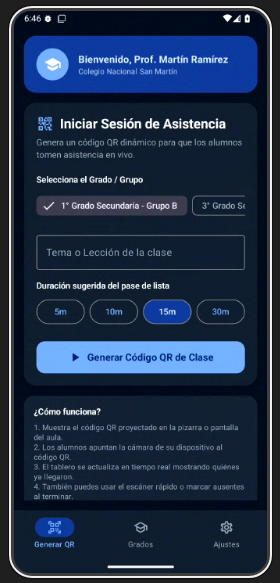 6:46
Bienvenido, Prof. Martín Ramírez
Colegio Nacional San Martín
Iniciar Sesión de Asistencia
Genera un código QR dinámico para que los alumnos
tomen asistencia en vivo.
Selecciona el Grado / Grupo
1° Grado Secundaria - Grupo B
3° Grado Se
Tema o Lección de la clase
Duración sugerida del pase de lista
5m
10m
15m
30m
Generar Código QR de Clase
¿Cómo funciona?
1. Muestra el código QR proyectado en la pizarra o pantalla
del aula.
2. Los alumnos apuntan la cámara de su dispositivo al
código QR.
3. El tablero se actualiza en tiempo real mostrando quienes
ya llegaron.
4. También puedes usar el escáner rápido o marcar ausentes
al terminar.
Generar QR
Grados
Ajustes